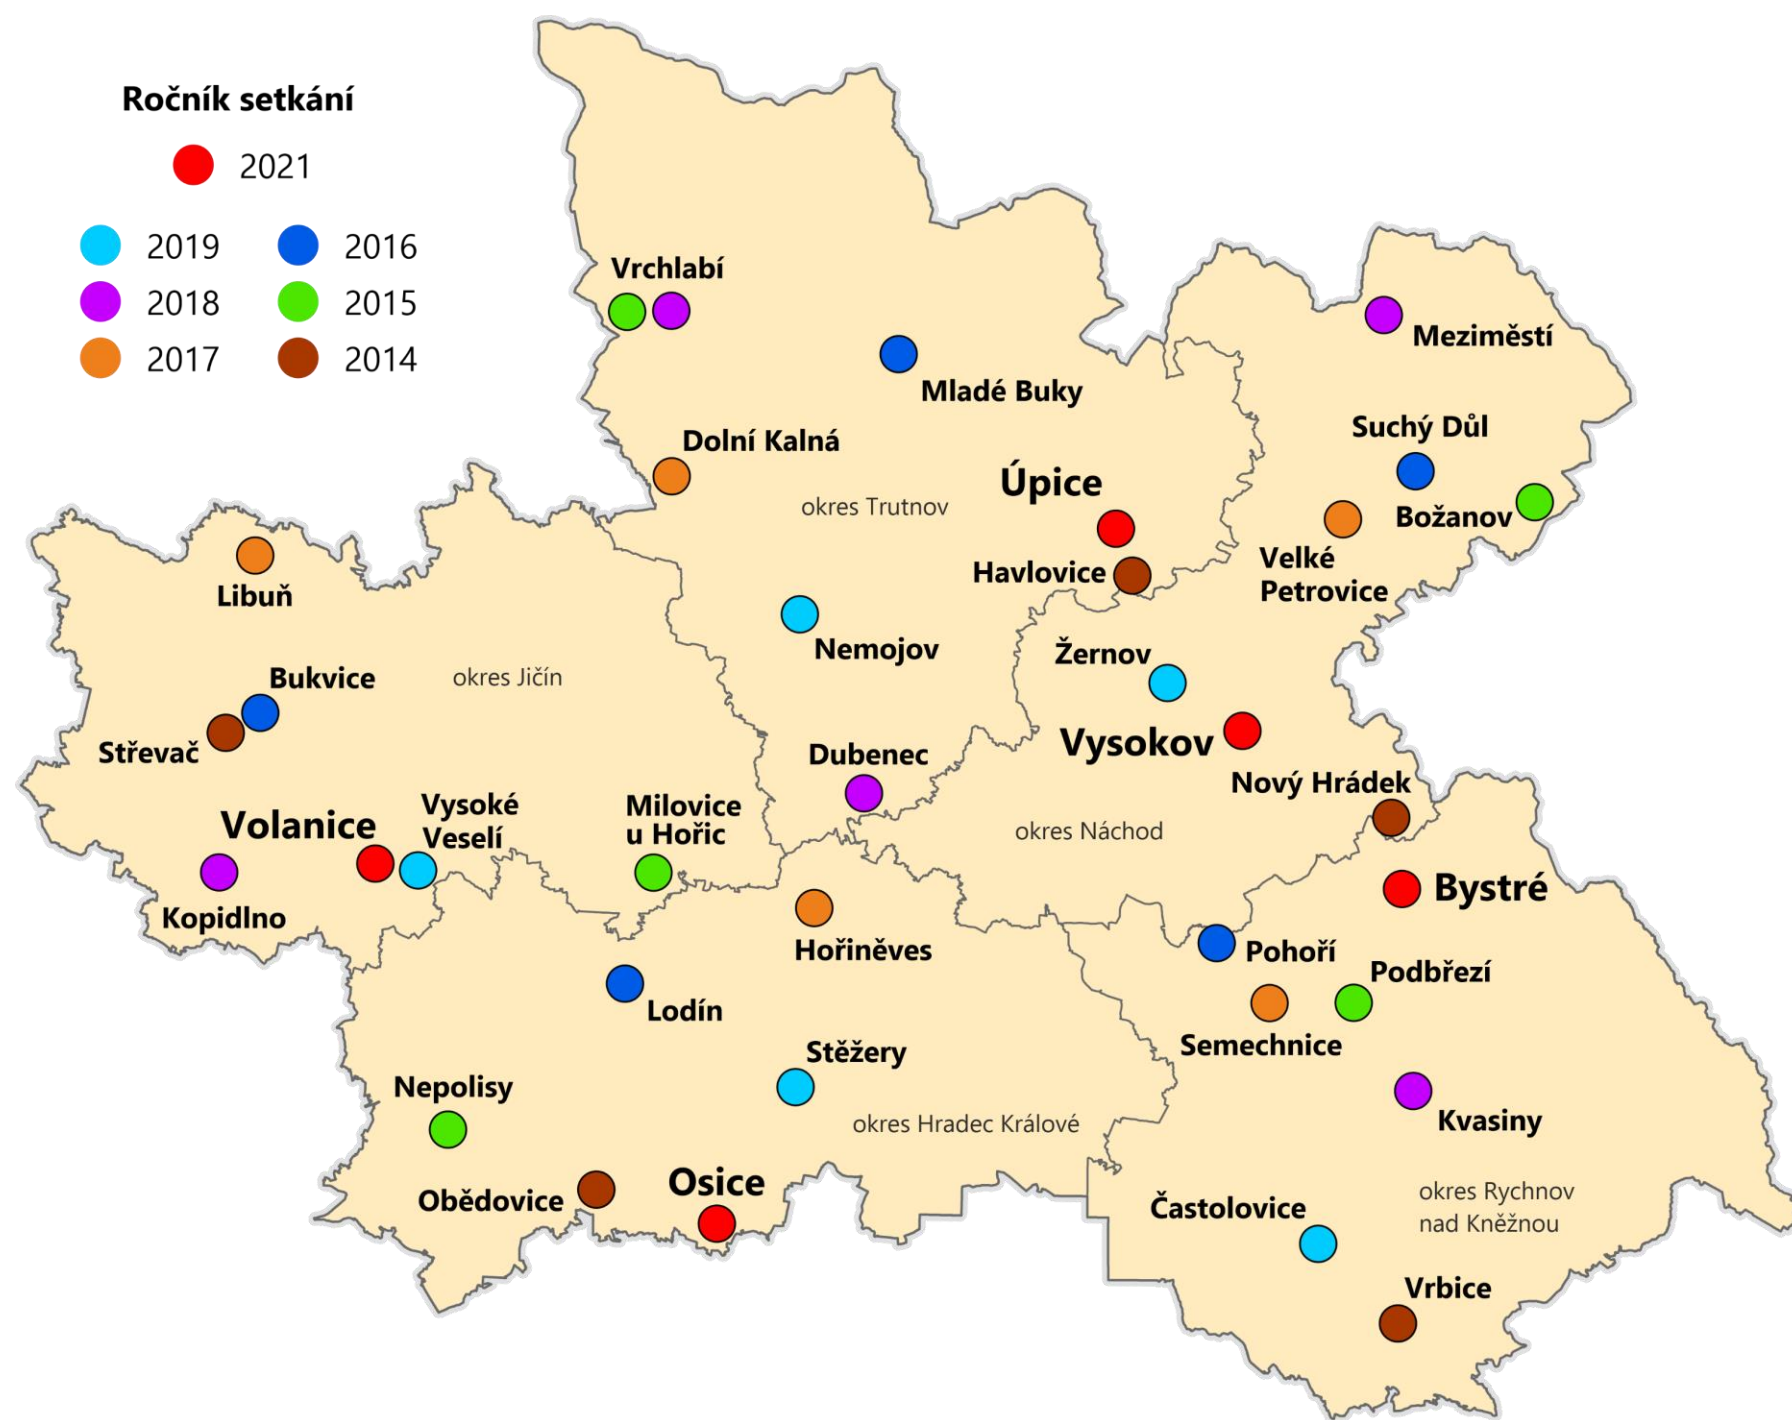 Ročník setkání
2021
2019
2016
2018
2015
2017
2014
Vrchlabí
Meziměstí
Mladé Buky
Suchý Důl
Dolní Kalná
Úpice
okres Trutnov
Božanov
Velké
Petrovice
Havlovice
Libuň
Nemojov
Žernov
Bukvice
okres Jičín
Střevač
Vysokov
Dubenec
Nový Hrádek
Vysoké
Veselí
Milovice
u Hořic
Volanice
okres Náchod
Bystré
Kopidlno
Hořiněves
Pohoří
Podbřezí
Lodín
Semechnice
Stěžery
Nepolisy
okres Hradec Králové
Kvasiny
Osice
Obědovice
okres Rychnov
nad Kněžnou
Častolovice
Vrbice